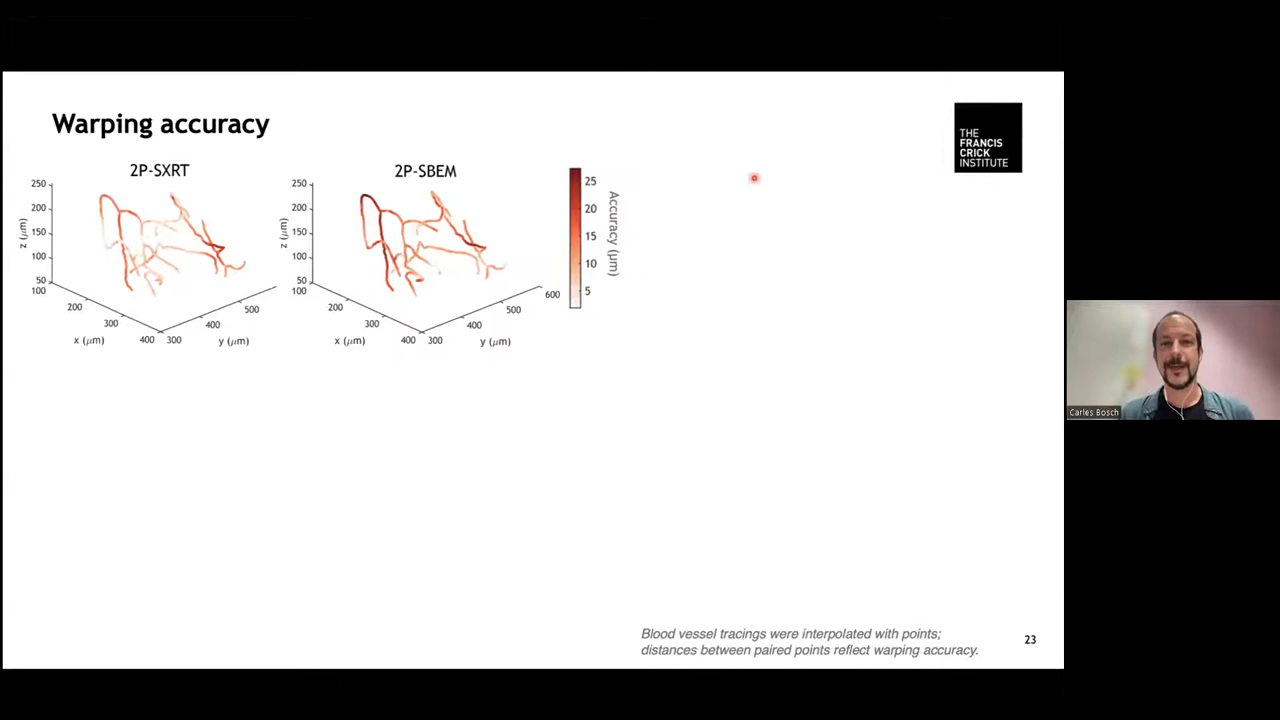 Warping accuracy
THE
FRANCIS
CRICK
INSTITUTE
2P-SXRT
2P-SBEM
250
200
150
100
50
z (μm)
100
200
300
400
x (μm)
300
400
500
y (μm)
250
200
150
100
50
z (μm)
100
200
300
400
x (μm)
300
400
500
600
y (μm)
25
20
15
10
5
Accuracy (μm)
Carles Bosch
Blood vessel tracings were interpolated with points;
distances between paired points reflect warping accuracy.
23